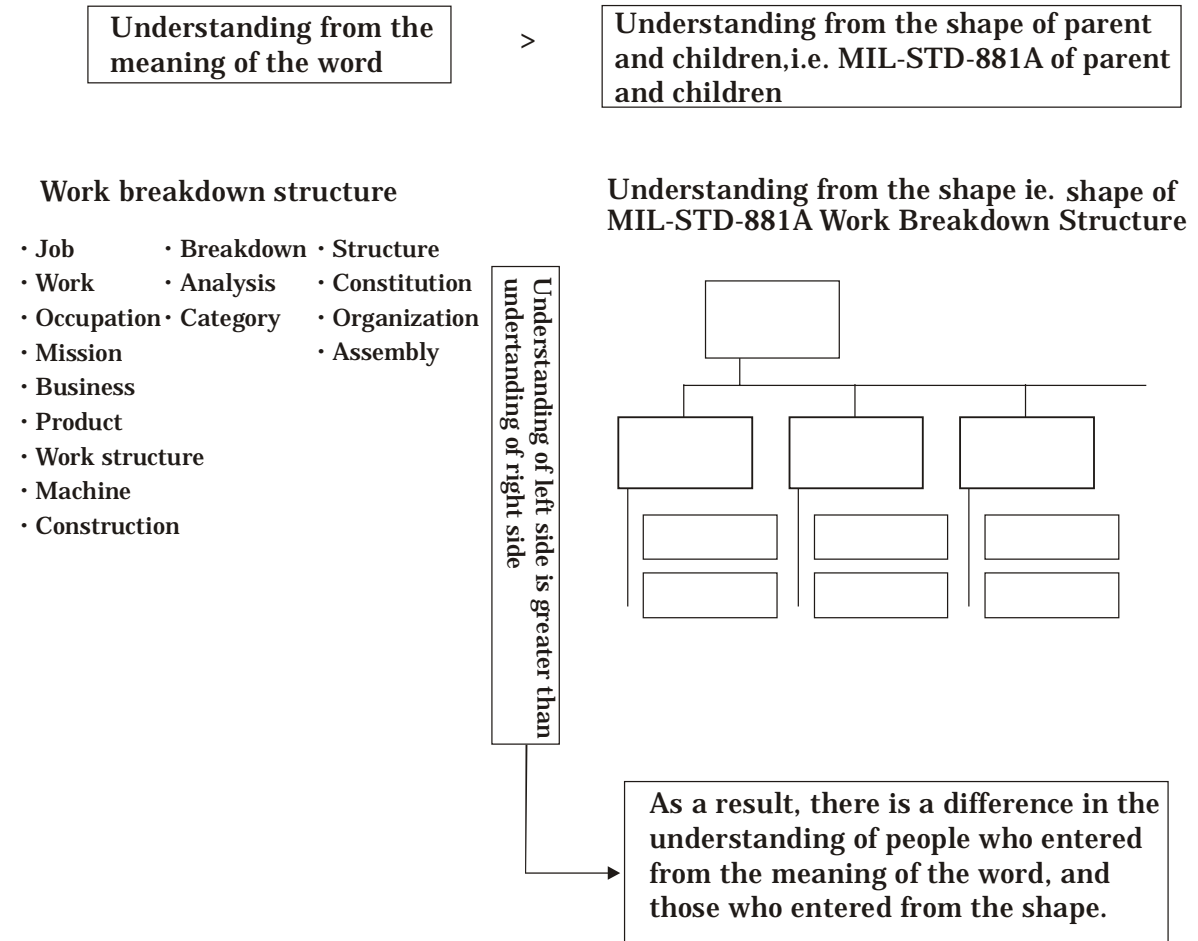 Understanding from the
meaning of the word
>
Understanding from the shape of parent
and children,i.e. MIL-STD-881A of parent
and children
Work breakdown structure
・Job
・Work
・Occupation
・Mission
・Business
・Product
・Work structure
・Machine
・Construction
・Breakdown
・Analysis
・Category
・Structure
・Constitution
・Organization
・Assembly
Understanding of left side is greater than
undertanding of right side
Understanding from the shape ie. shape of
MIL-STD-881A Work Breakdown Structure
As a result, there is a difference in the
understanding of people who entered
from the meaning of the word, and
those who entered from the shape.